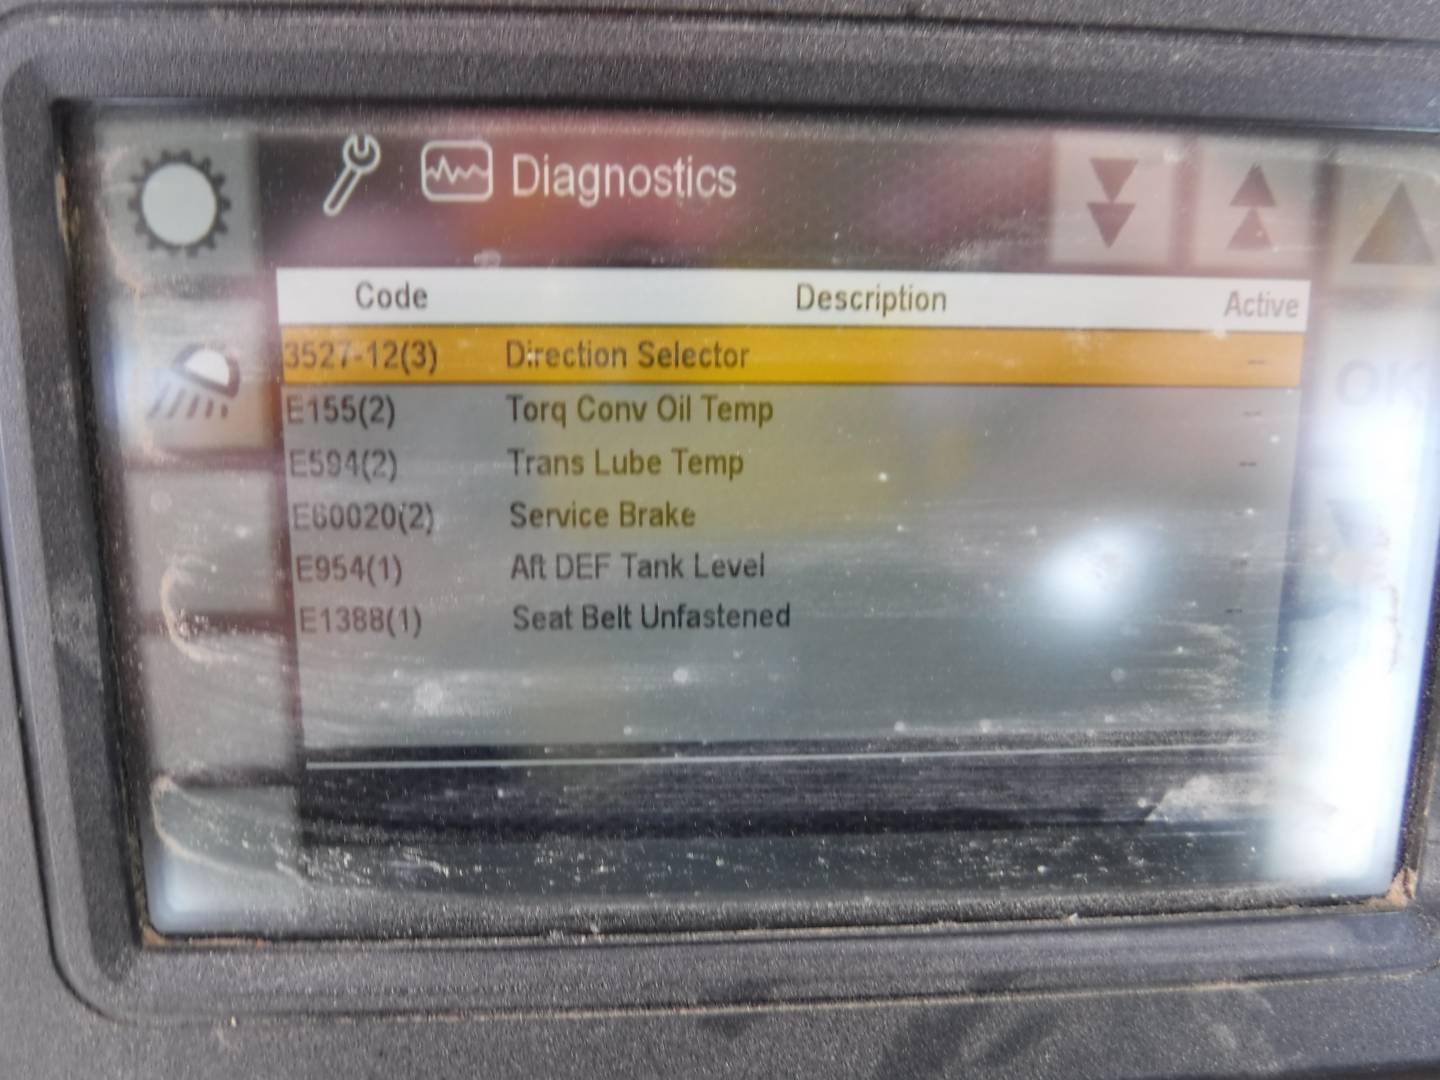 Diagnostics
Code Description Active
3527-12(3) Direction Selector --
E155(2) Torq Conv Oil Temp --
E594(2) Trans Lube Temp --
E60020(2) Service Brake
E954(1) Aft DEF Tank Level --
E1388(1) Seat Belt Unfastened --
OK